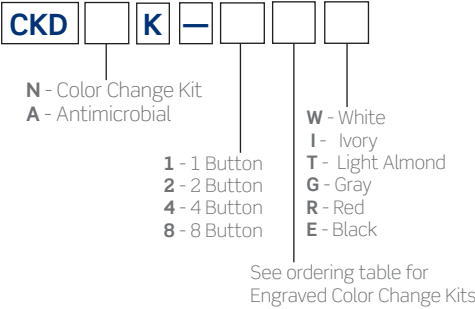 CKD K –
N - Color Change Kit
A - Antimicrobial
1 - 1 Button
2 - 2 Button
4 - 4 Button
8 - 8 Button
W - White
I - Ivory
T - Light Almond
G - Gray
R - Red
E - Black
See ordering table for
Engraved Color Change Kits